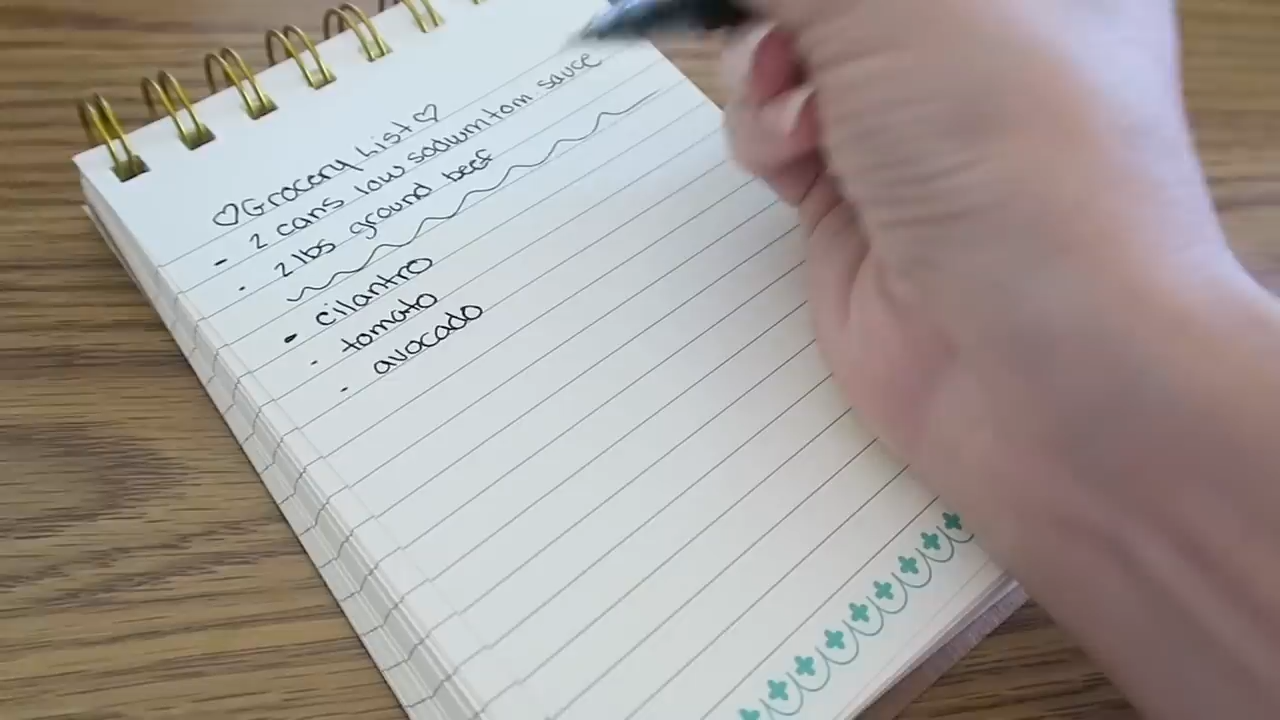 ♡Grocery List♡
- 2 cans low sodium tom sauce
- 2 lbs ground beef
- cilantro
- tomato
- avocado